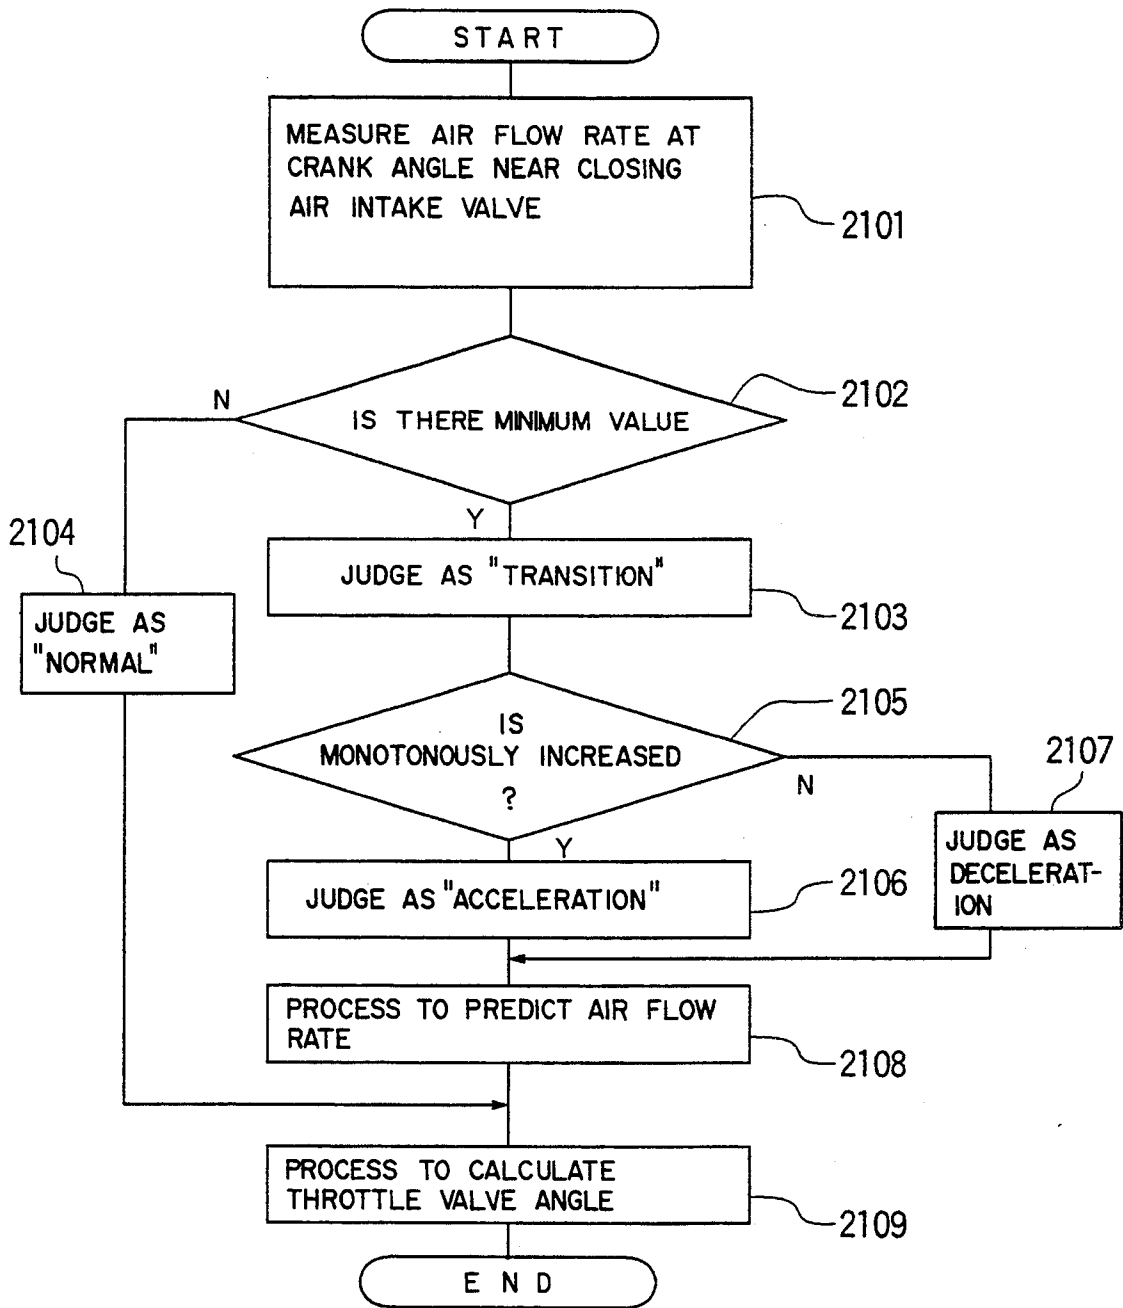 START
MEASURE AIR FLOW RATE AT
CRANK ANGLE NEAR CLOSING
AIR INTAKE VALVE
2101
N
IS THERE MINIMUM VALUE
2102
Y
2104
JUDGE AS "TRANSITION"
2103
JUDGE AS
"NORMAL"
IS
MONOTONOUSLY INCREASED
?
2105
N
2107
Y
JUDGE AS
DECELERAT-
ION
JUDGE AS "ACCELERATION"
2106
PROCESS TO PREDICT AIR FLOW
RATE
2108
PROCESS TO CALCULATE
THROTTLE VALVE ANGLE
2109
END